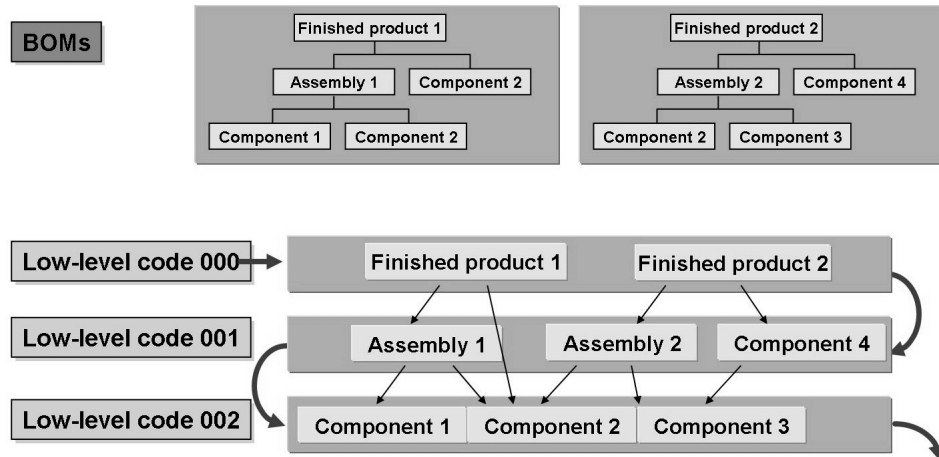 BOMs
Finished product 1
Assembly 1
Component 2
Component 1
Component 2
Finished product 2
Assembly 2
Component 4
Component 2
Component 3
Low-level code 000
Finished product 1
Finished product 2
Low-level code 001
Assembly 1
Assembly 2
Component 4
Low-level code 002
Component 1
Component 2
Component 3